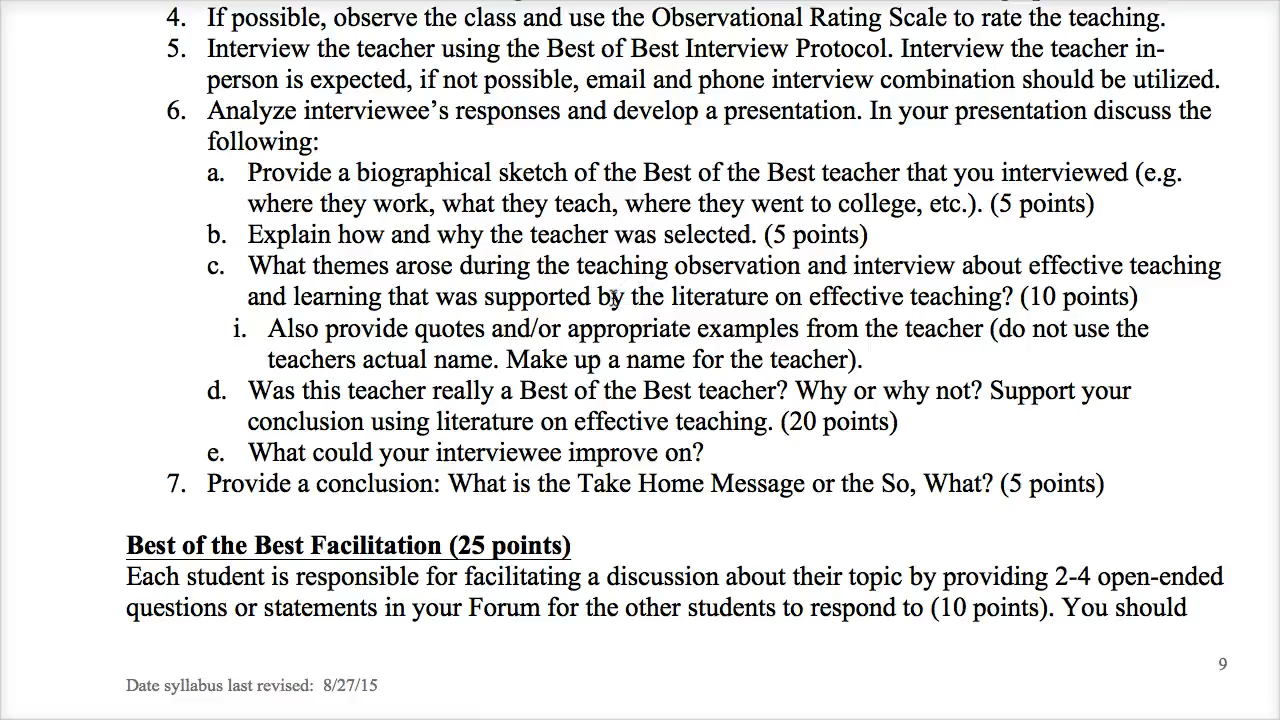 4. If possible, observe the class and use the Observational Rating Scale to rate the teaching.
5. Interview the teacher using the Best of Best Interview Protocol. Interview the teacher in-
person is expected, if not possible, email and phone interview combination should be utilized.
6. Analyze interviewee’s responses and develop a presentation. In your presentation discuss the
following:
a. Provide a biographical sketch of the Best of the Best teacher that you interviewed (e.g.
where they work, what they teach, where they went to college, etc.). (5 points)
b. Explain how and why the teacher was selected. (5 points)
c. What themes arose during the teaching observation and interview about effective teaching
and learning that was supported by the literature on effective teaching? (10 points)
i. Also provide quotes and/or appropriate examples from the teacher (do not use the
teachers actual name. Make up a name for the teacher).
d. Was this teacher really a Best of the Best teacher? Why or why not? Support your
conclusion using literature on effective teaching. (20 points)
e. What could your interviewee improve on?
7. Provide a conclusion: What is the Take Home Message or the So, What? (5 points)
Best of the Best Facilitation (25 points)
Each student is responsible for facilitating a discussion about their topic by providing 2-4 open-ended
questions or statements in your Forum for the other students to respond to (10 points). You should
9
Date syllabus last revised: 8/27/15